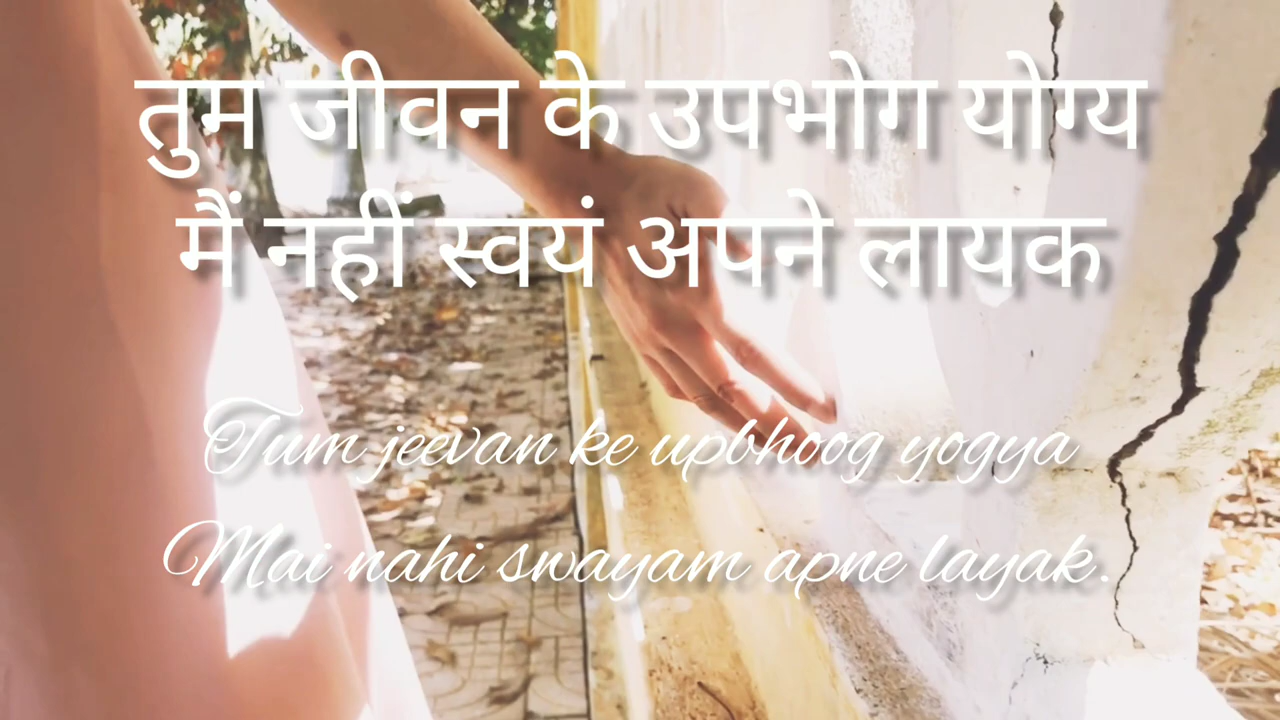 तुम जीवन के उपभोग योग्य
मैं नहीं स्वयं अपने लायक
Tum jeevan ke upbhoog yogya
Mai nahi swayam apne layak.